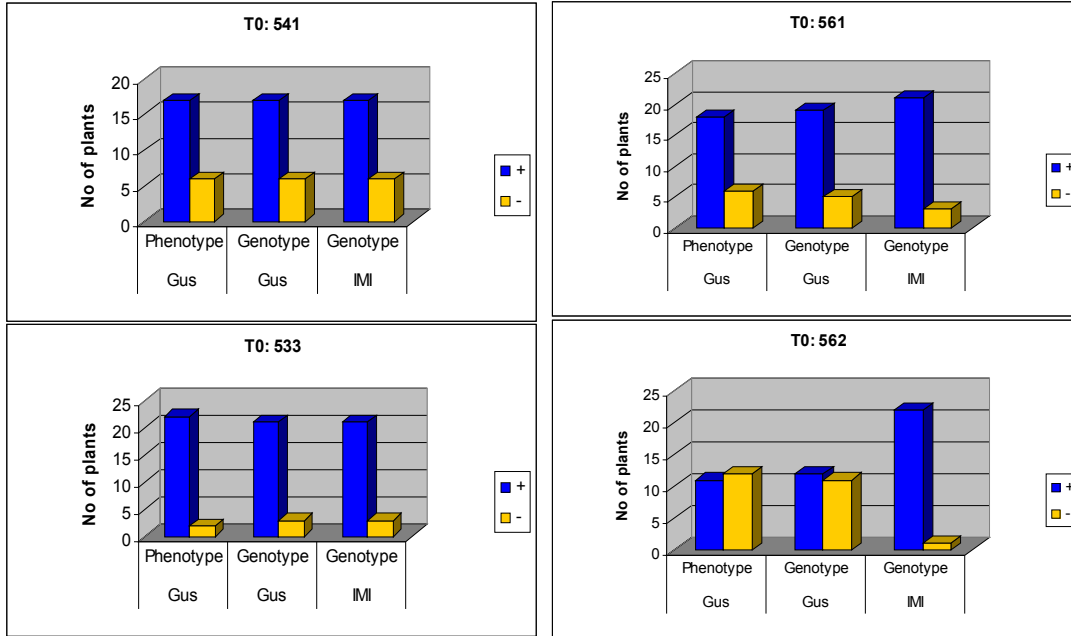 T0: 541
No of plants
20
15
10
5
0
Phenotype Genotype Genotype
Gus Gus IMI
+
-
T0: 561
No of plants
25
20
15
10
5
0
Phenotype Genotype Genotype
Gus Gus IMI
+
-
T0: 533
No of plants
25
20
15
10
5
0
Phenotype Genotype Genotype
Gus Gus IMI
+
-
T0: 562
No of plants
25
20
15
10
5
0
Phenotype Genotype Genotype
Gus Gus IMI
+
-